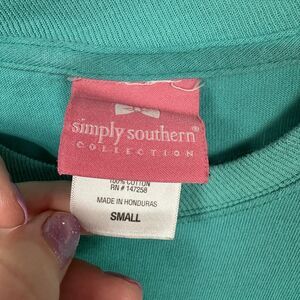 simply southern®
COLLECTION
100% COTTON
RN # 147258
MADE IN HONDURAS
SMALL